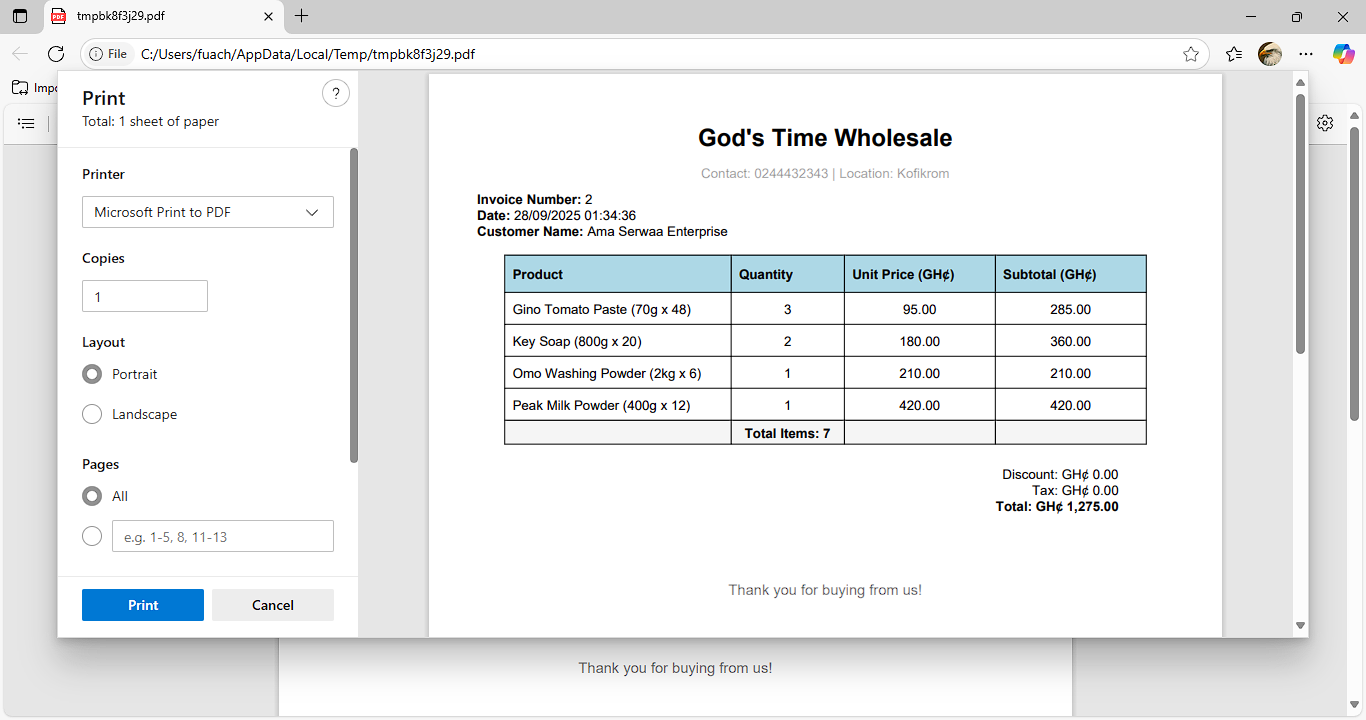 tmpbk8f3j29.pdf
File C:/Users/fuach/AppData/Local/Temp/tmpbk8f3j29.pdf
Print
Total: 1 sheet of paper
?
Printer
Microsoft Print to PDF
Copies
1
Layout
Portrait
Landscape
Pages
All
e.g. 1-5, 8, 11-13
Print Cancel
God's Time Wholesale
Contact: 0244432343 | Location: Kofikrom
Invoice Number: 2
Date: 28/09/2025 01:34:36
Customer Name: Ama Serwaa Enterprise
Product Quantity Unit Price (GH¢) Subtotal (GH¢)
Gino Tomato Paste (70g x 48) 3 95.00 285.00
Key Soap (800g x 20) 2 180.00 360.00
Omo Washing Powder (2kg x 6) 1 210.00 210.00
Peak Milk Powder (400g x 12) 1 420.00 420.00
Total Items: 7
Discount: GH¢ 0.00
Tax: GH¢ 0.00
Total: GH¢ 1,275.00
Thank you for buying from us!
Thank you for buying from us!